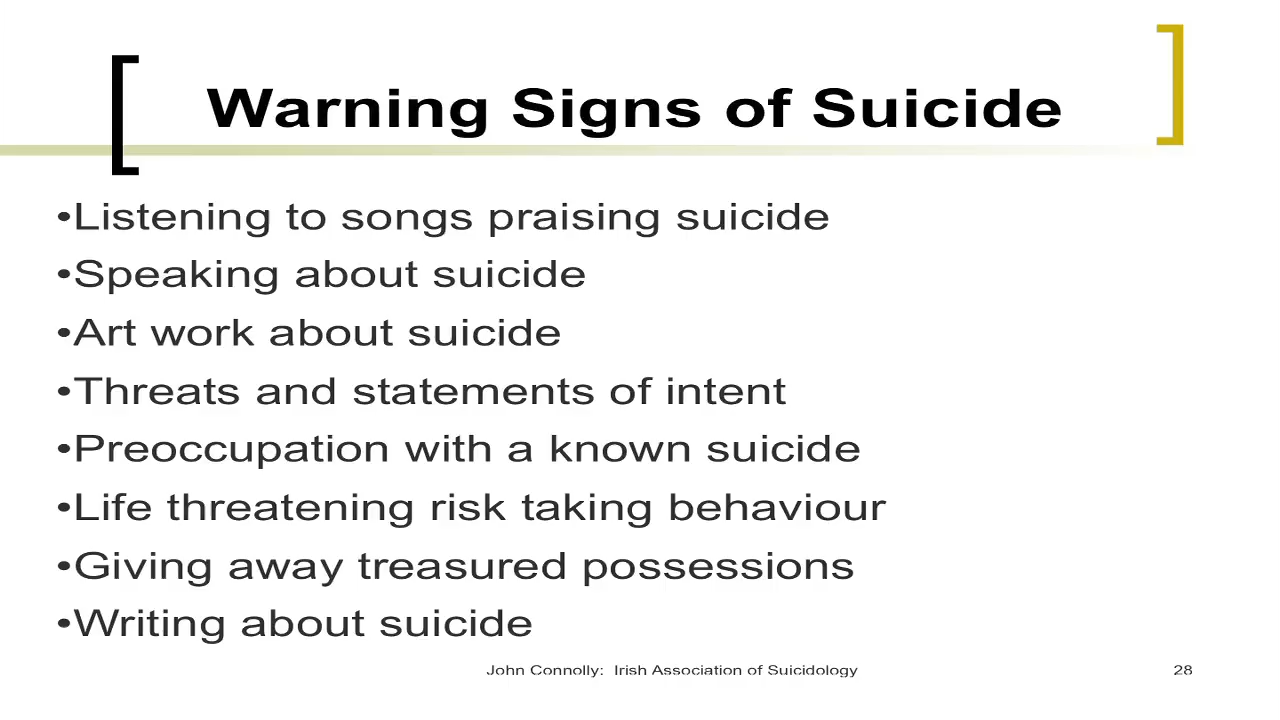 Warning Signs of Suicide
•Listening to songs praising suicide
•Speaking about suicide
•Art work about suicide
•Threats and statements of intent
•Preoccupation with a known suicide
•Life threatening risk taking behaviour
•Giving away treasured possessions
•Writing about suicide
John Connolly:  Irish Association of Suicidology
28